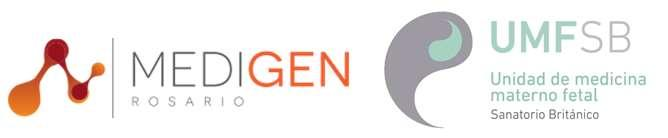 MEDIGEN
ROSARIO
UMFSB
Unidad de medicina
materno fetal
Sanatorio Británico